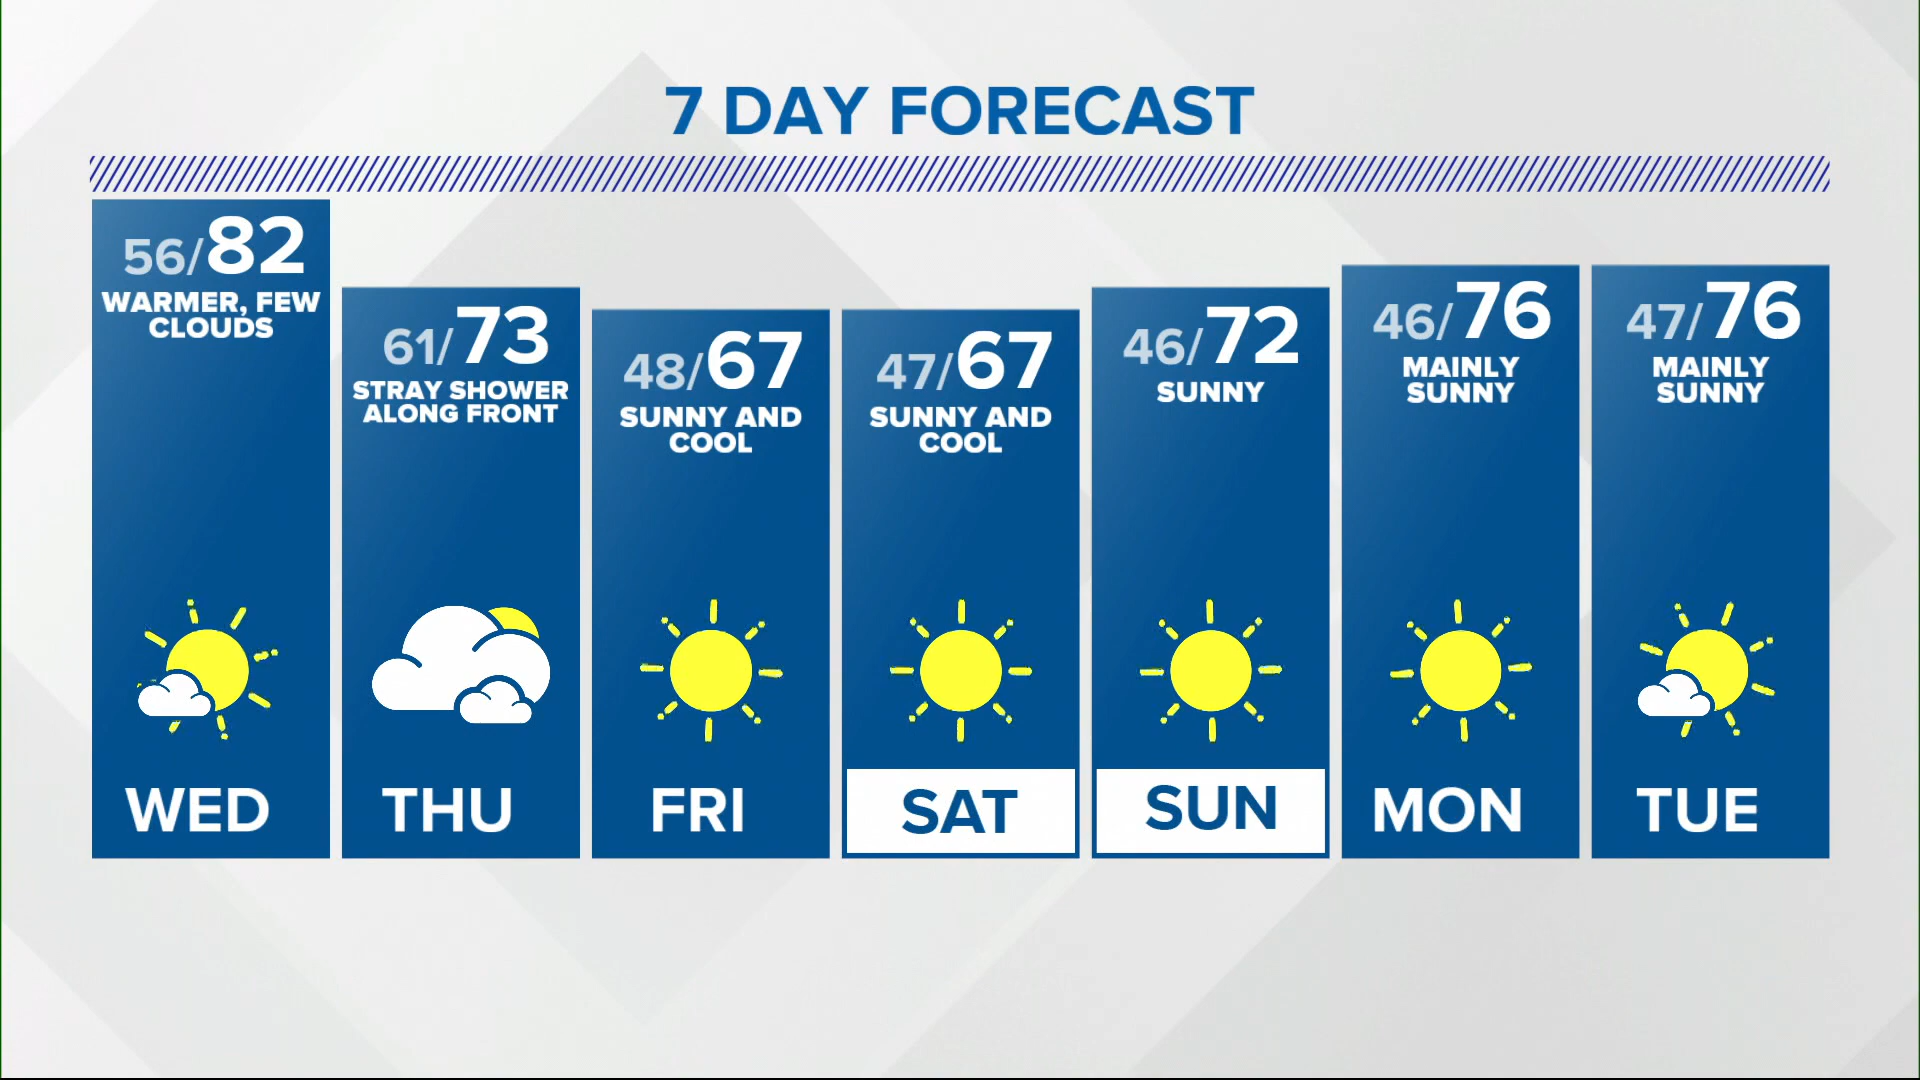 7 DAY FORECAST
56/82
WARMER, FEW
CLOUDS
WED
61/73
STRAY SHOWER
ALONG FRONT
THU
48/67
SUNNY AND
COOL
FRI
47/67
SUNNY AND
COOL
SAT
46/72
SUNNY
SUN
46/76
MAINLY
SUNNY
MON
47/76
MAINLY
SUNNY
TUE